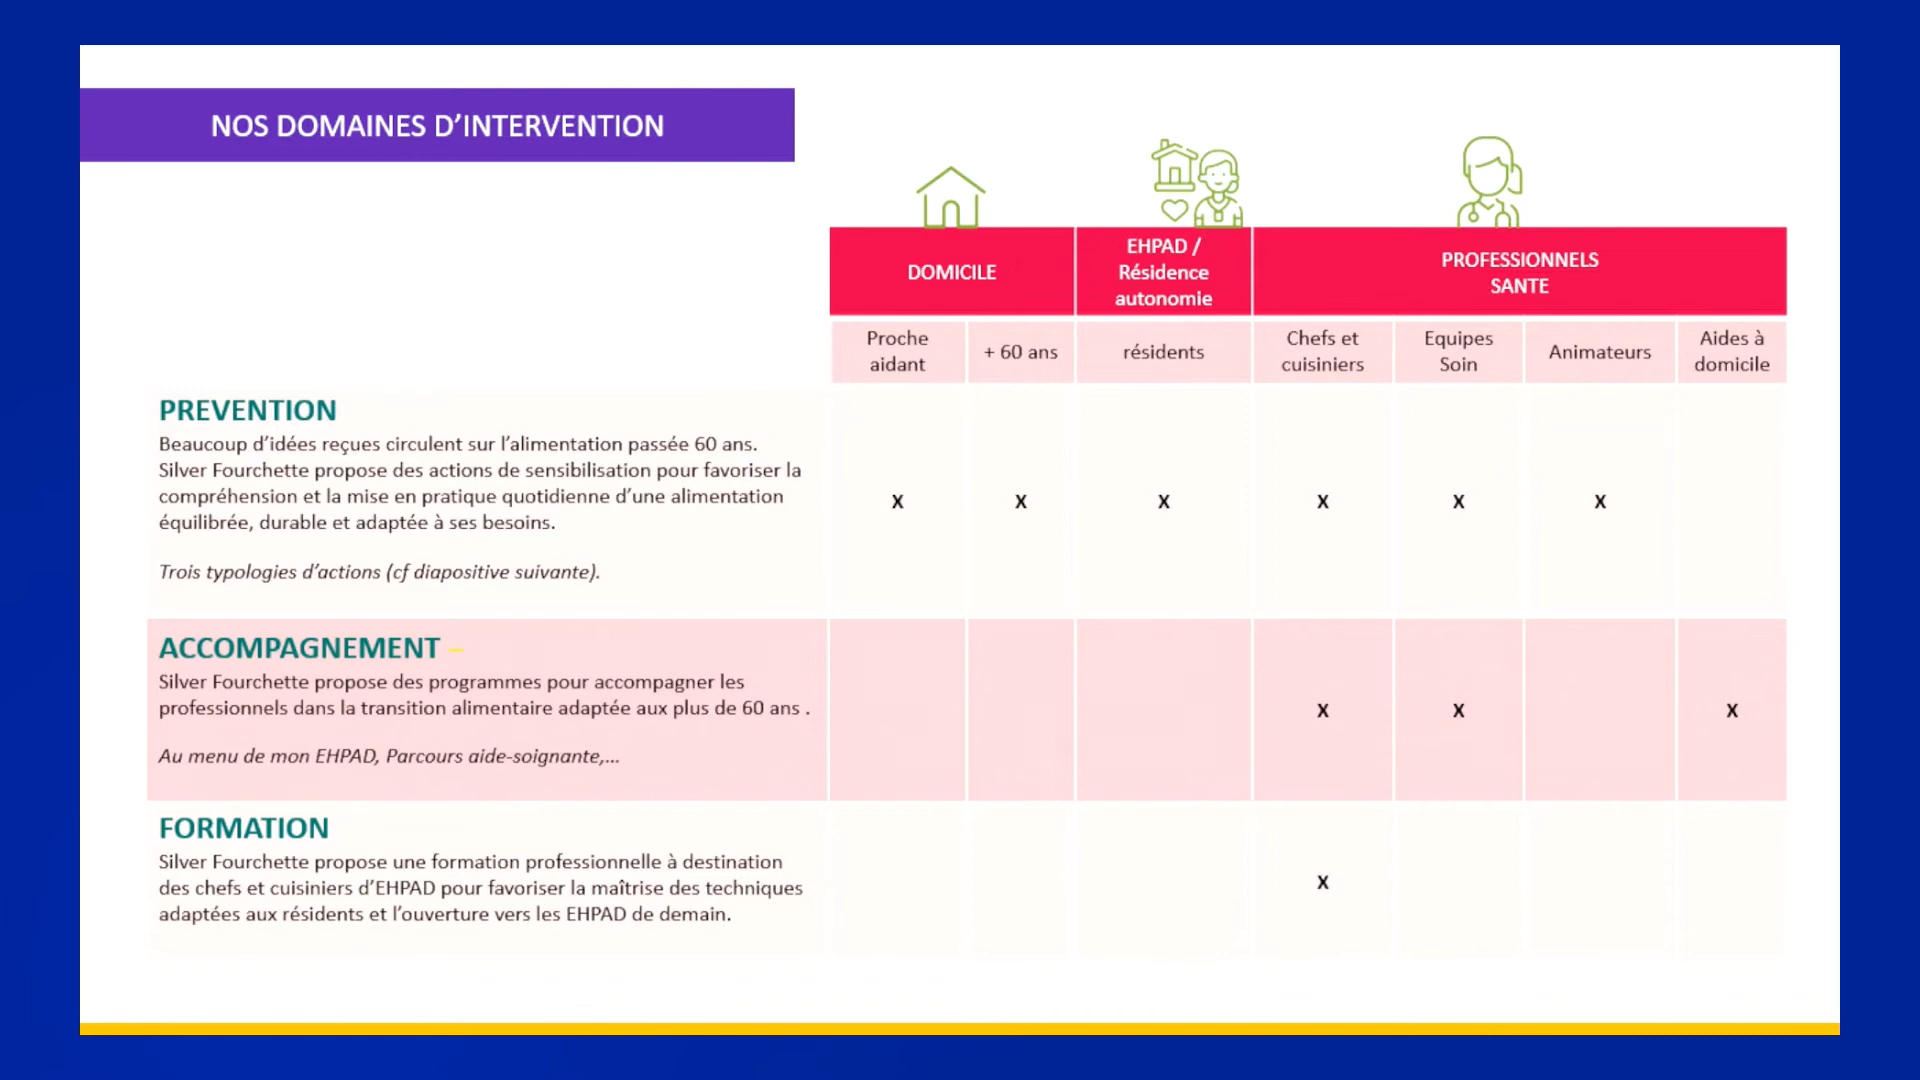 NOS DOMAINES D’INTERVENTION
DOMICILE
EHPAD /
Résidence
autonomie
PROFESSIONNELS
SANTE
Proche
aidant
+ 60 ans
résidents
Chefs et
cuisiniers
Equipes
Soin
Animateurs
Aides à
domicile
PREVENTION
Beaucoup d’idées reçues circulent sur l’alimentation passée 60 ans.
Silver Fourchette propose des actions de sensibilisation pour favoriser la
compréhension et la mise en pratique quotidienne d’une alimentation
équilibrée, durable et adaptée à ses besoins.
Trois typologies d’actions (cf diapositive suivante).
X X X X X X
ACCOMPAGNEMENT –
Silver Fourchette propose des programmes pour accompagner les
professionnels dans la transition alimentaire adaptée aux plus de 60 ans .
Au menu de mon EHPAD, Parcours aide-soignante,...
X X X
FORMATION
Silver Fourchette propose une formation professionnelle à destination
des chefs et cuisiniers d’EHPAD pour favoriser la maîtrise des techniques
adaptées aux résidents et l’ouverture vers les EHPAD de demain.
X